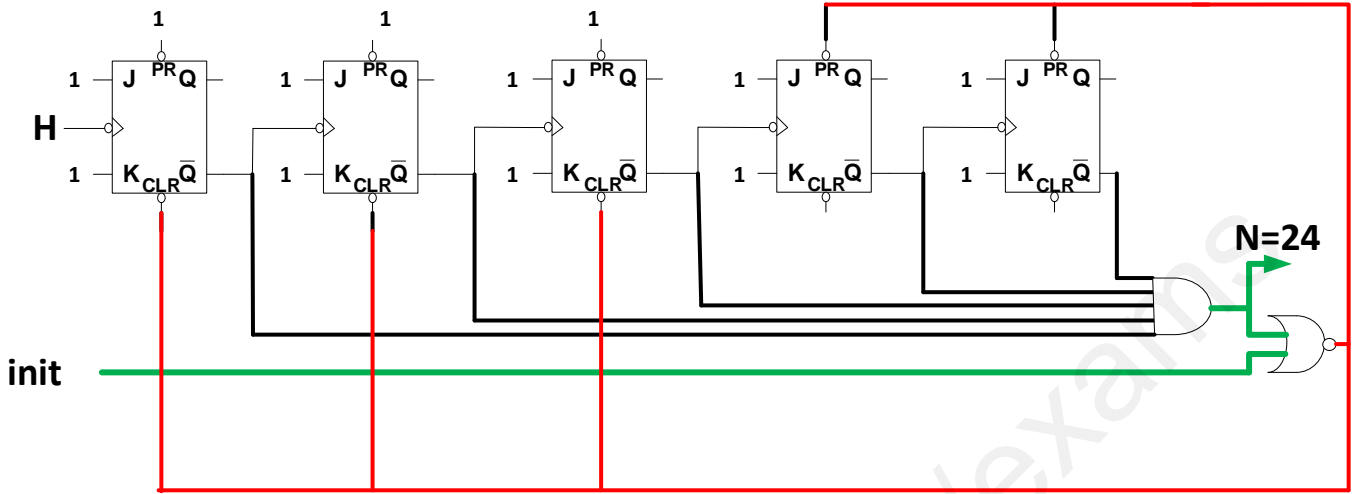 1 1 1
1 J PR Q 1 J PR Q 1 J PR Q 1 J PR Q 1 J PR Q
H
1 K CLR Q̅ 1 K CLR Q̅ 1 K CLR Q̅ 1 K CLR Q̅ 1 K CLR Q̅
N=24
init
exams